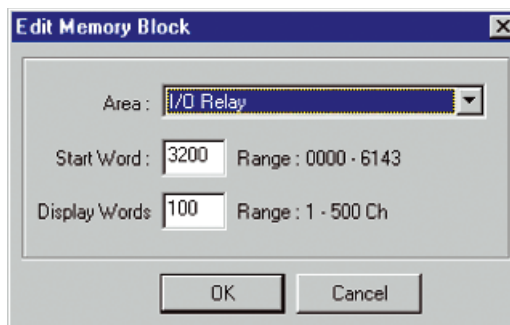 Edit Memory Block
Area : I/O Relay
Start Word : 3200 Range : 0000 - 6143
Display Words 100 Range : 1 - 500 Ch
OK Cancel